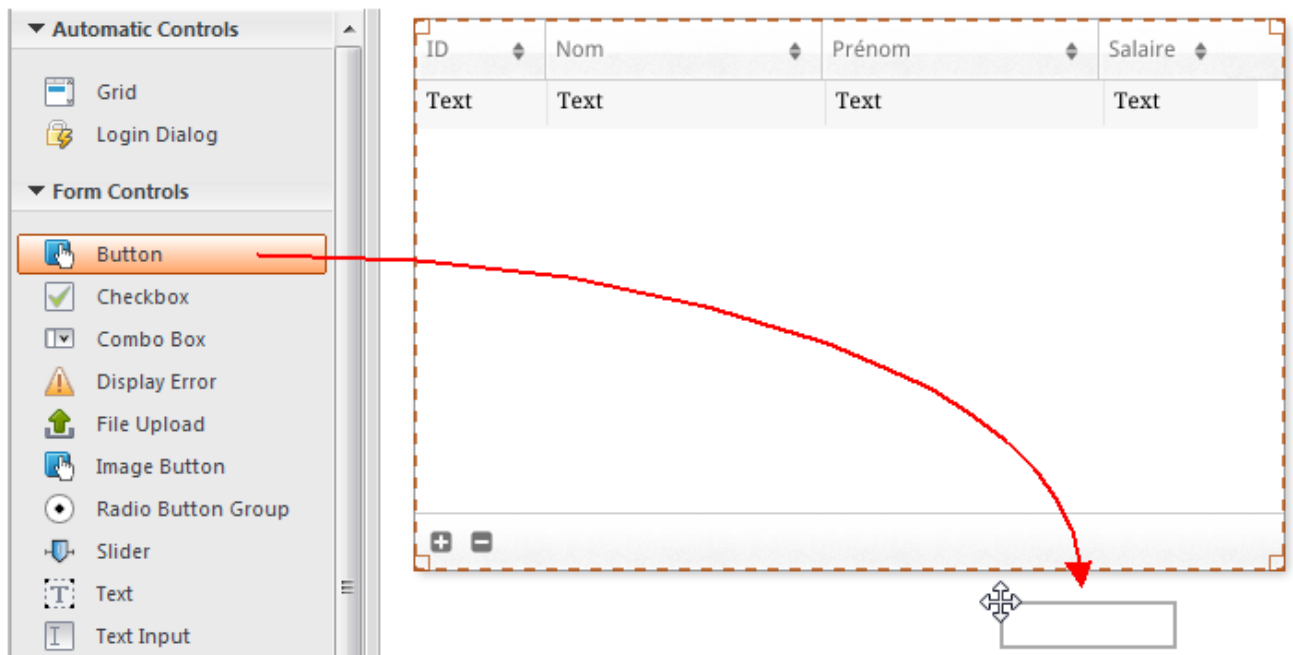 Automatic Controls
Grid
Login Dialog
Form Controls
Button
Checkbox
Combo Box
Display Error
File Upload
Image Button
Radio Button Group
Slider
Text
Text Input
ID Nom Prénom Salaire
Text Text Text Text